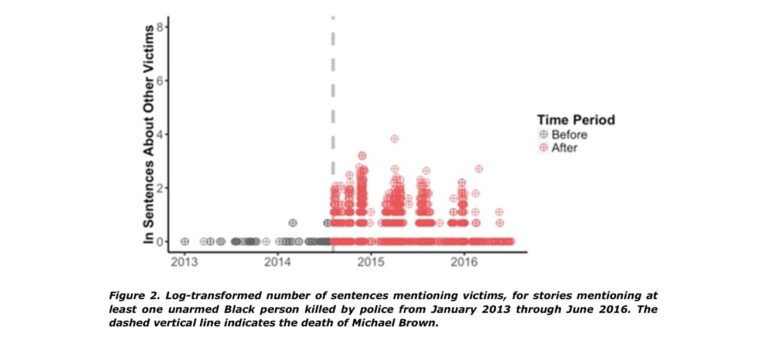 ln Sentences About Other Victims
8
6
4
2
0
2013 2014 2015 2016
Time Period
Before
After
Figure 2. Log-transformed number of sentences mentioning victims, for stories mentioning at
least one unarmed Black person killed by police from January 2013 through June 2016. The
dashed vertical line indicates the death of Michael Brown.